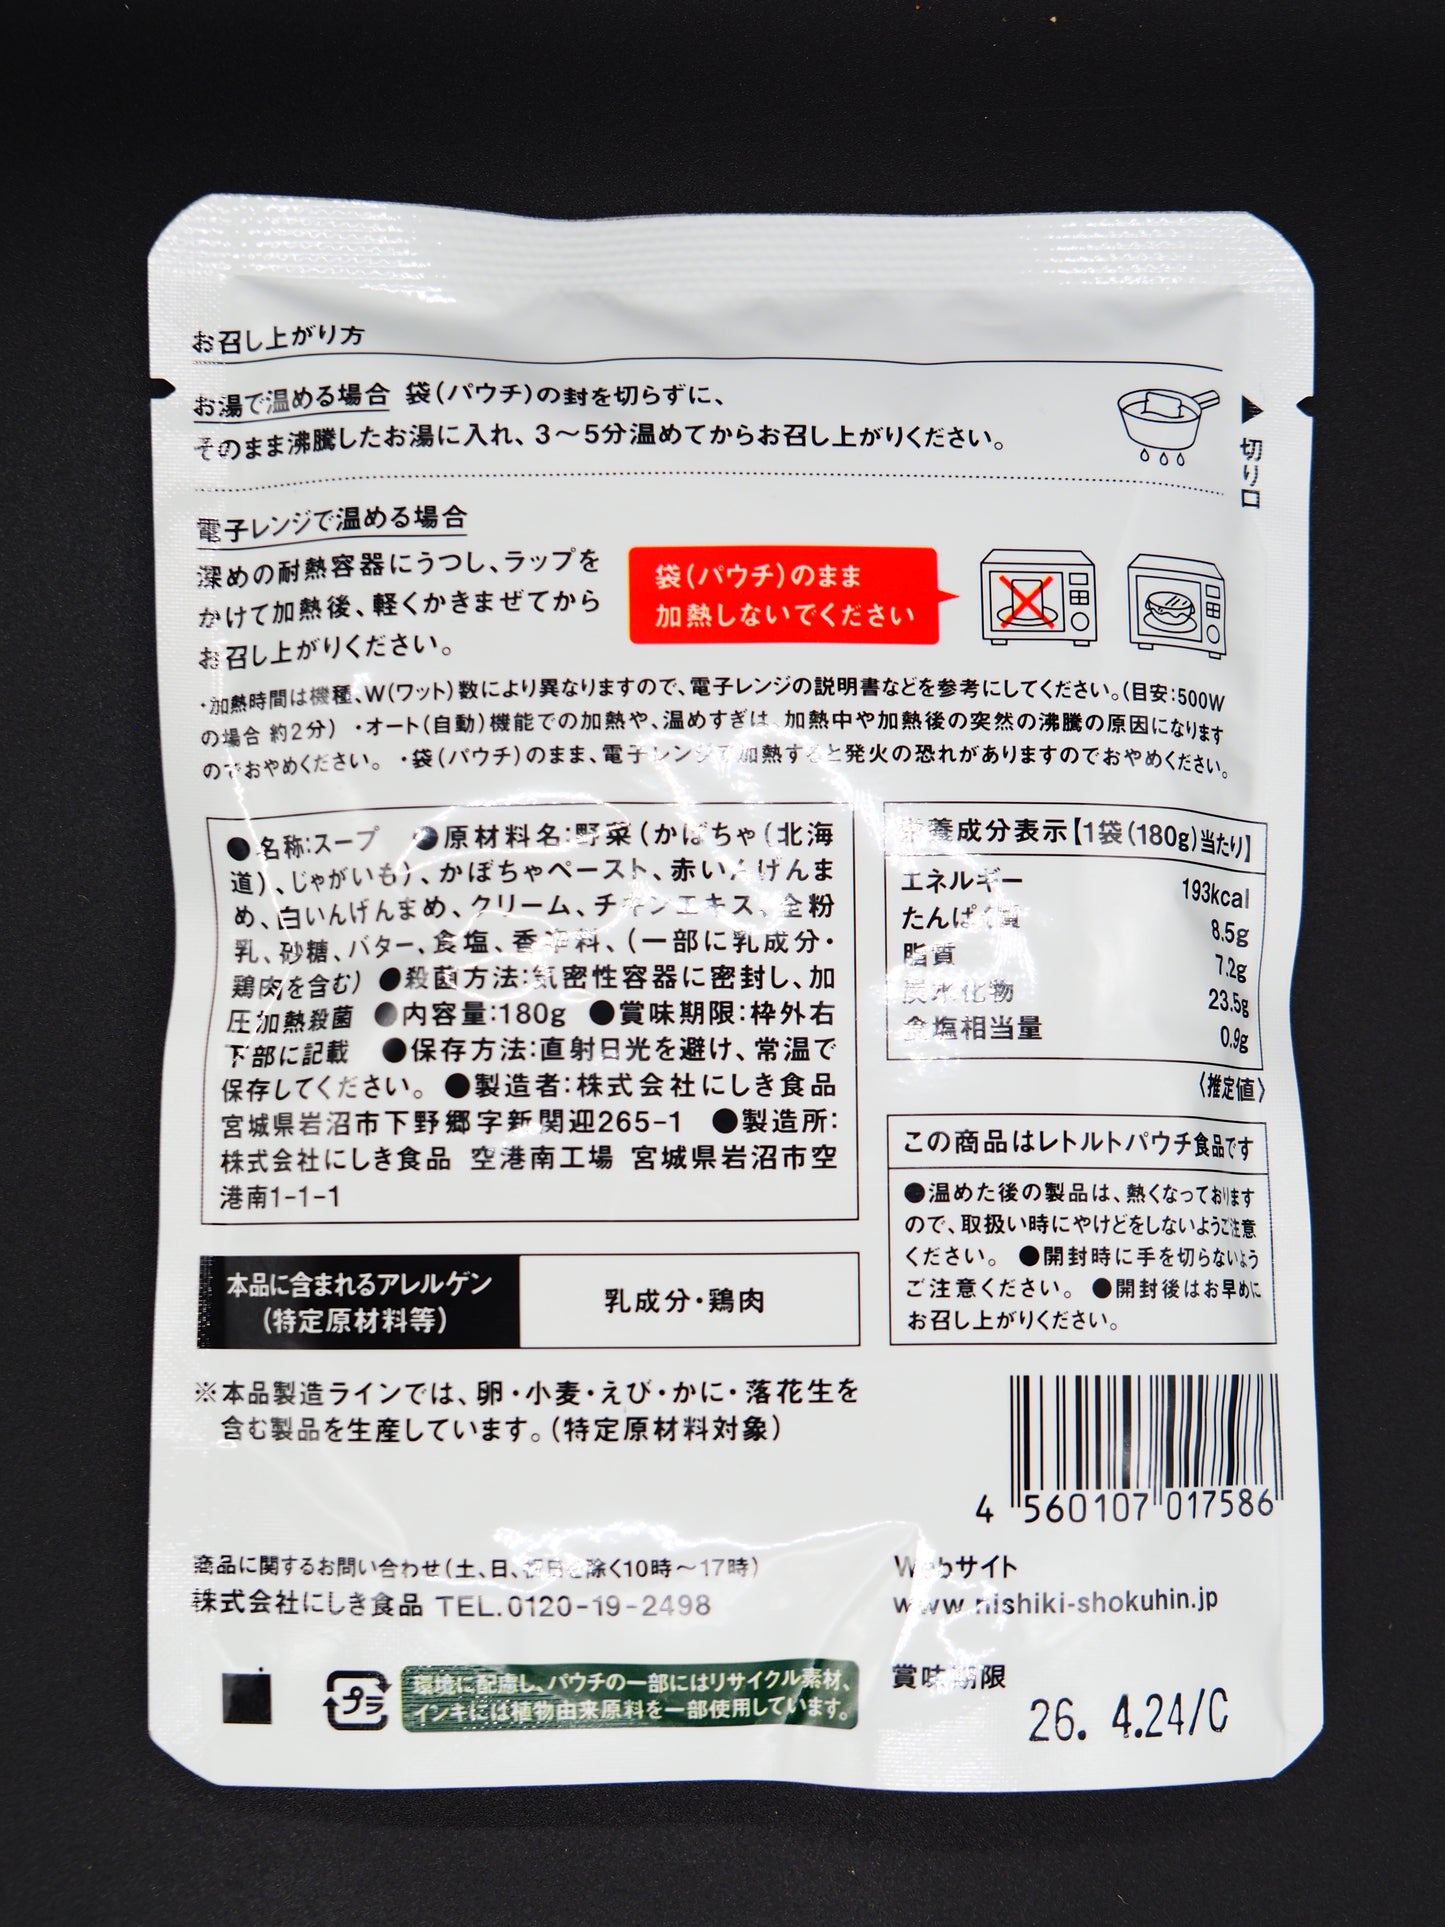 お召し上がり方
お湯で温める場合 袋(パウチ)の封を切らずに、
そのまま沸騰したお湯に入れ、3〜5分温めてからお召し上がりください。
切り口
電子レンジで温める場合
深めの耐熱容器にうつし、ラップを
かけて加熱後、軽くかきまぜてから
お召し上がりください。
袋(パウチ)のまま
加熱しないでください
・加熱時間は機種、W(ワット)数により異なりますので、電子レンジの説明書などを参考にしてください。(目安:500W
の場合 約2分) ・オート(自動)機能での加熱や、温めすぎは、加熱中や加熱後の突然の沸騰の原因になります
のでおやめください。 ・袋(パウチ)のまま、電子レンジで加熱すると発火の恐れがありますのでおやめください。
●名称:スープ ●原材料名:野菜(かぼちゃ(北海
道)、じゃがいも)、かぼちゃペースト、赤いんげんま
め、白いんげんまめ、クリーム、チキンエキス、全粉
乳、砂糖、バター、食塩、香辛料、(一部に乳成分・
鶏肉を含む) ●殺菌方法:気密性容器に密封し、加
圧加熱殺菌 ●内容量:180g ●賞味期限:枠外右
下部に記載 ●保存方法:直射日光を避け、常温で
保存してください。 ●製造者:株式会社にしき食品
宮城県岩沼市下野郷字新関迎265-1 ●製造所:
株式会社にしき食品 空港南工場 宮城県岩沼市空
港南1-1-1
栄養成分表示【1袋(180g)当たり】
エネルギー 193kcal
たんぱく質 8.5g
脂質 7.2g
炭水化物 23.5g
食塩相当量 0.9g
〈推定値〉
この商品はレトルトパウチ食品です
●温めた後の製品は、熱くなっております
ので、取扱い時にやけどをしないようご注意
ください。 ●開封時に手を切らないよう
ご注意ください。 ●開封後はお早めに
お召し上がりください。
本品に含まれるアレルゲン
(特定原材料等)
乳成分・鶏肉
※本品製造ラインでは、卵・小麦・えび・かに・落花生を
含む製品を生産しています。(特定原材料対象)
4 560107 017586
商品に関するお問い合わせ(土、日、祝日を除く10時〜17時)
株式会社にしき食品 TEL.0120-19-2498
Webサイト
www.nishiki-shokuhin.jp
プラ
環境に配慮し、パウチの一部にはリサイクル素材、
インキには植物由来原料を一部使用しています。
賞味期限
26. 4.24/C